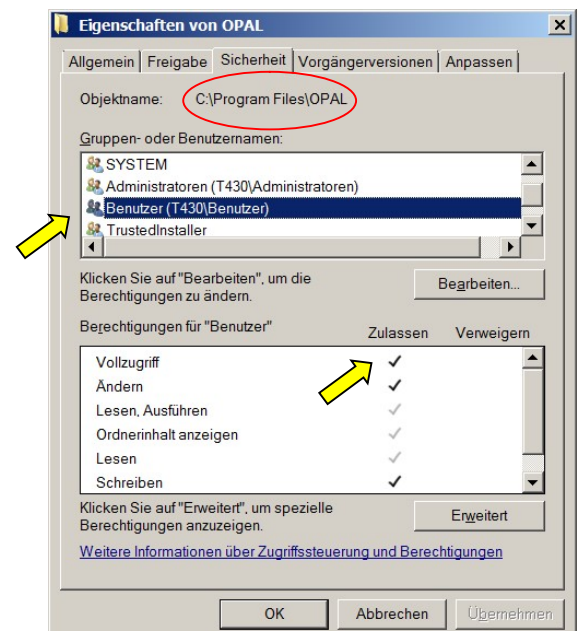 Eigenschaften von OPAL
Allgemein Freigabe Sicherheit Vorgängerversionen Anpassen
Objektname: C:\Program Files\OPAL
Gruppen- oder Benutzernamen:
SYSTEM
Administratoren (T430\Administratoren)
Benutzer (T430\Benutzer)
TrustedInstaller
Klicken Sie auf "Bearbeiten", um die
Berechtigungen zu ändern.
Bearbeiten...
Berechtigungen für "Benutzer" Zulassen Verweigern
Vollzugriff
Ändern
Lesen, Ausführen
Ordnerinhalt anzeigen
Lesen
Schreiben
Klicken Sie auf "Erweitert", um spezielle
Berechtigungen anzuzeigen.
Erweitert
Weitere Informationen über Zugriffssteuerung und Berechtigungen
OK Abbrechen Übernehmen